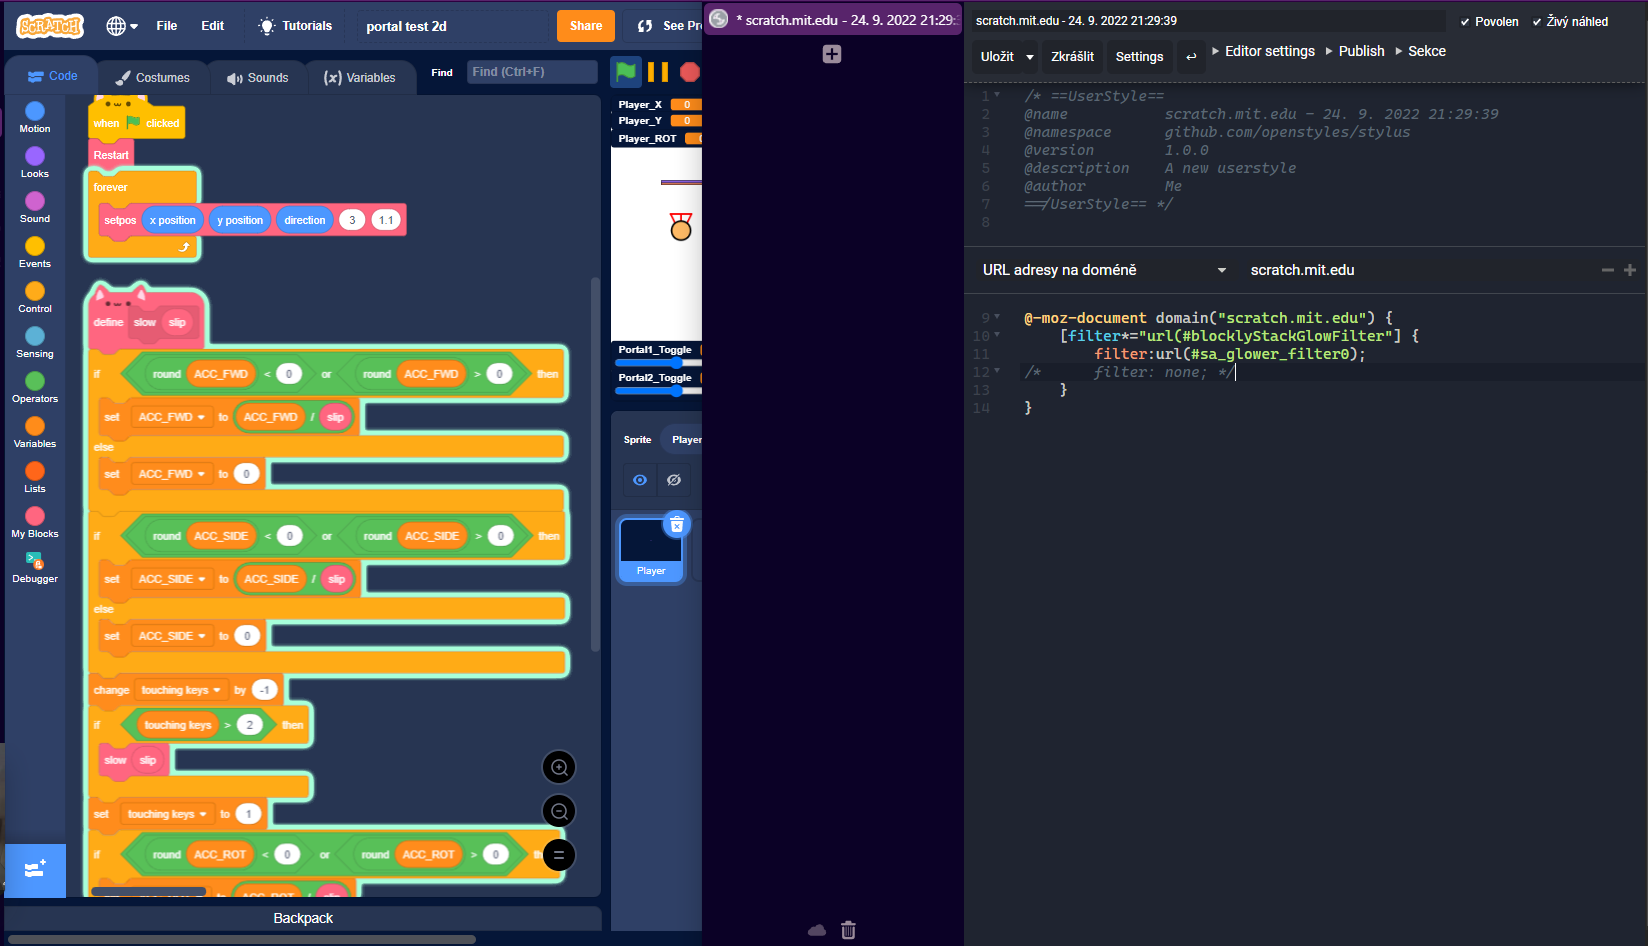 SCRATCH
File
Edit
Tutorials
portal test 2d
Share
See Pr
Code
Costumes
Sounds
(x) Variables
Find
Find (Ctrl+F)
Motion
Looks
Sound
Events
Control
Sensing
Operators
Variables
Lists
My Blocks
Debugger
when clicked
Restart
forever
setpos x position y position direction 3 1.1
define slow slip
if round ACC_FWD < 0 or round ACC_FWD > 0 then
set ACC_FWD to ACC_FWD / slip
else
set ACC_FWD to 0
if round ACC_SIDE < 0 or round ACC_SIDE > 0 then
set ACC_SIDE to ACC_SIDE / slip
else
set ACC_SIDE to 0
change touching keys by -1
if touching keys > 2 then
slow slip
set touching keys to 1
if round ACC_ROT < 0 or round ACC_ROT > 0
to ACC_ROT / slip
Backpack
Player_X 0
Player_Y 0
Player_ROT
Portal1_Toggle
Portal2_Toggle
Sprite
Player
Player
* scratch.mit.edu - 24. 9. 2022 21:29:3
scratch.mit.edu - 24. 9. 2022 21:29:39
Povolen
Živý náhled
Uložit
Zkrášlit
Settings
Editor settings
Publish
Sekce
1 /* ==UserStyle==
2 @name scratch.mit.edu - 24. 9. 2022 21:29:39
3 @namespace github.com/openstyles/stylus
4 @version 1.0.0
5 @description A new userstyle
6 @author Me
7 ==/UserStyle== */
8
URL adresy na doméně
scratch.mit.edu
9 @-moz-document domain("scratch.mit.edu") {
10 [filter*="url(#blocklyStackGlowFilter"] {
11 filter:url(#sa_glower_filter0);
12 /* filter: none; */
13 }
14 }